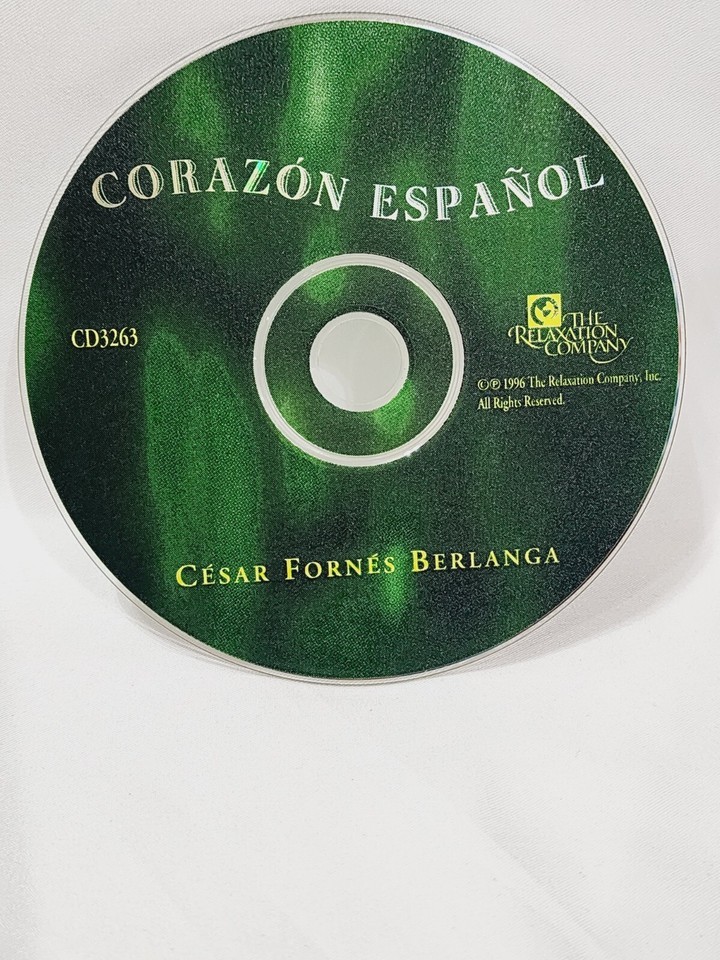 CORAZÓN ESPAÑOL
CD3263
THE
RELAXATION
COMPANY
©℗ 1996 The Relaxation Company, Inc.
All Rights Reserved.
CÉSAR FORNÉS BERLANGA